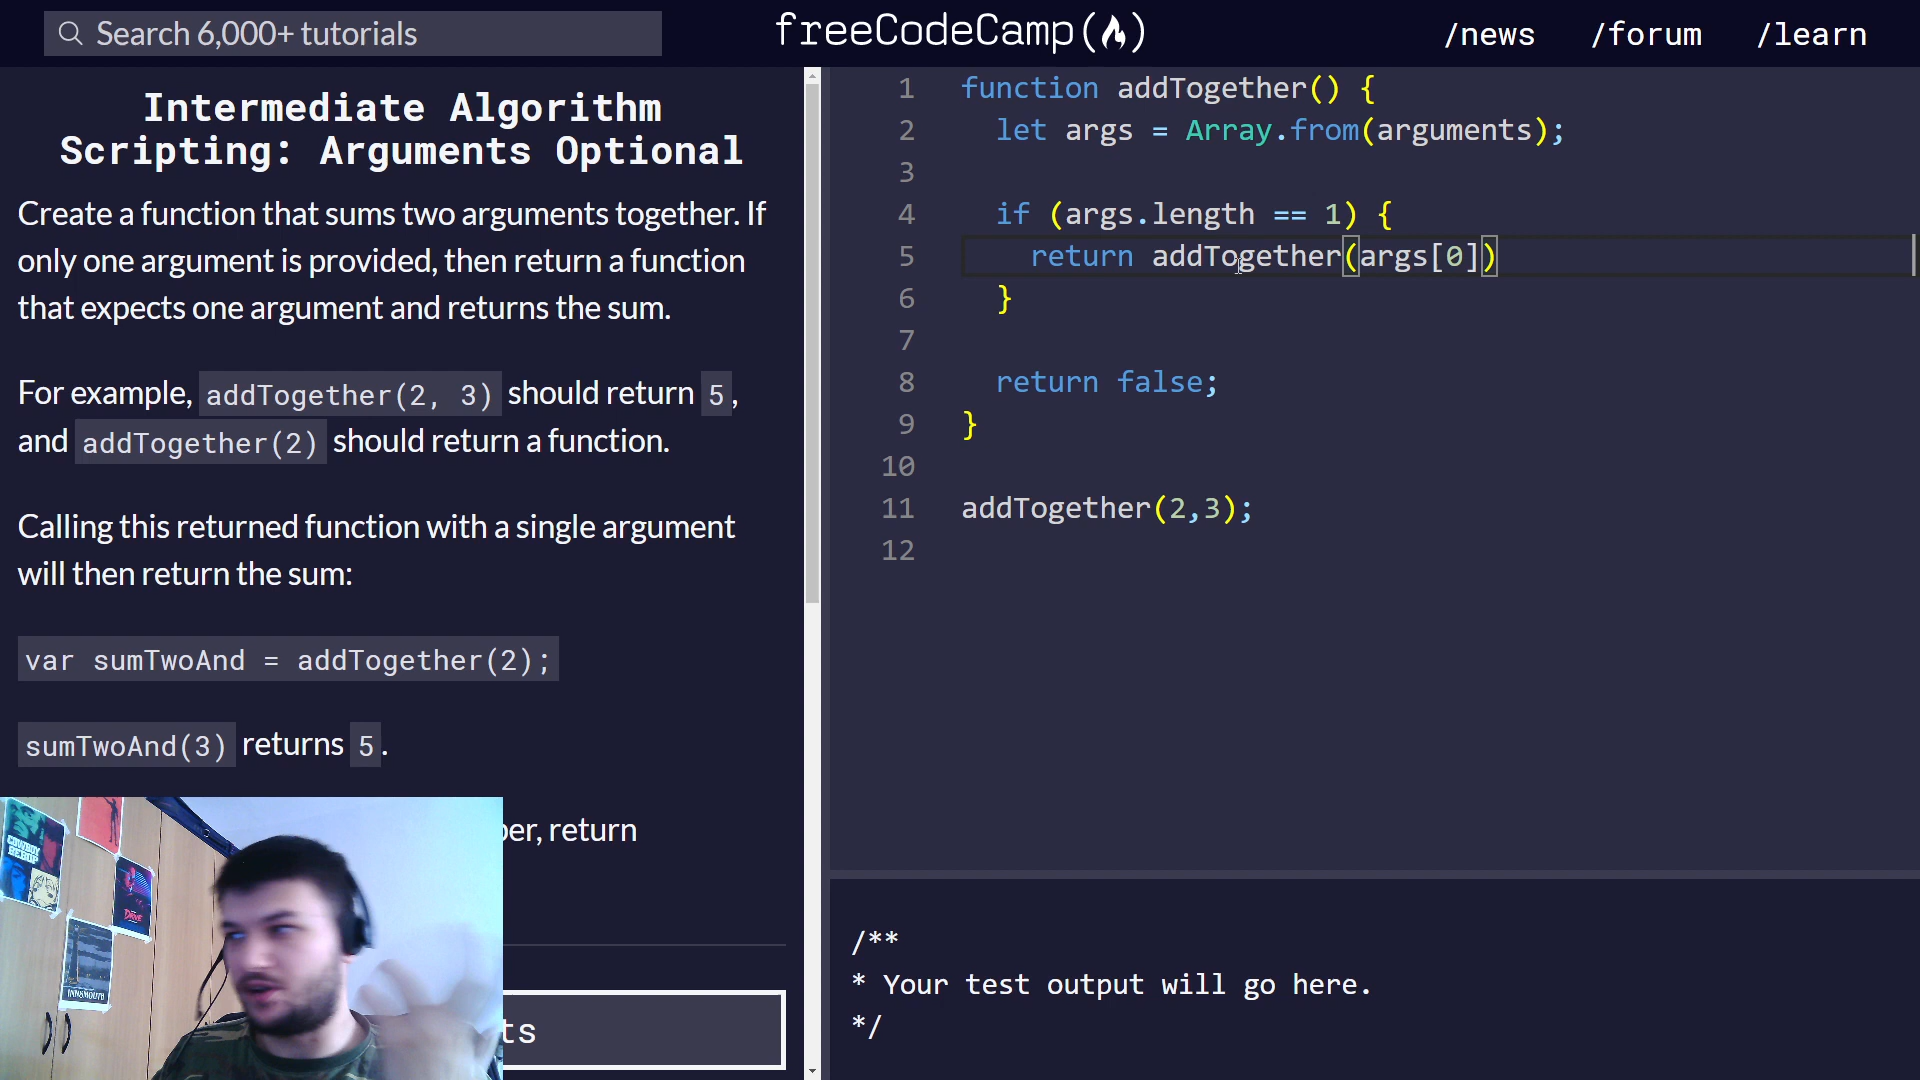 Search 6,000+ tutorials
freeCodeCamp
/news /forum /learn
Intermediate Algorithm
Scripting: Arguments Optional
Create a function that sums two arguments together. If
only one argument is provided, then return a function
that expects one argument and returns the sum.
For example, addTogether(2, 3) should return 5,
and addTogether(2) should return a function.
Calling this returned function with a single argument
will then return the sum:
var sumTwoAnd = addTogether(2);
sumTwoAnd(3) returns 5.
ber, return
ts
COWBOY
BEBOP
DRIVE
INNSMOUTH
1 function addTogether() {
2 let args = Array.from(arguments);
3
4 if (args.length == 1) {
5 return addTogether(args[0])
6 }
7
8 return false;
9 }
10
11 addTogether(2,3);
12
/**
* Your test output will go here.
*/